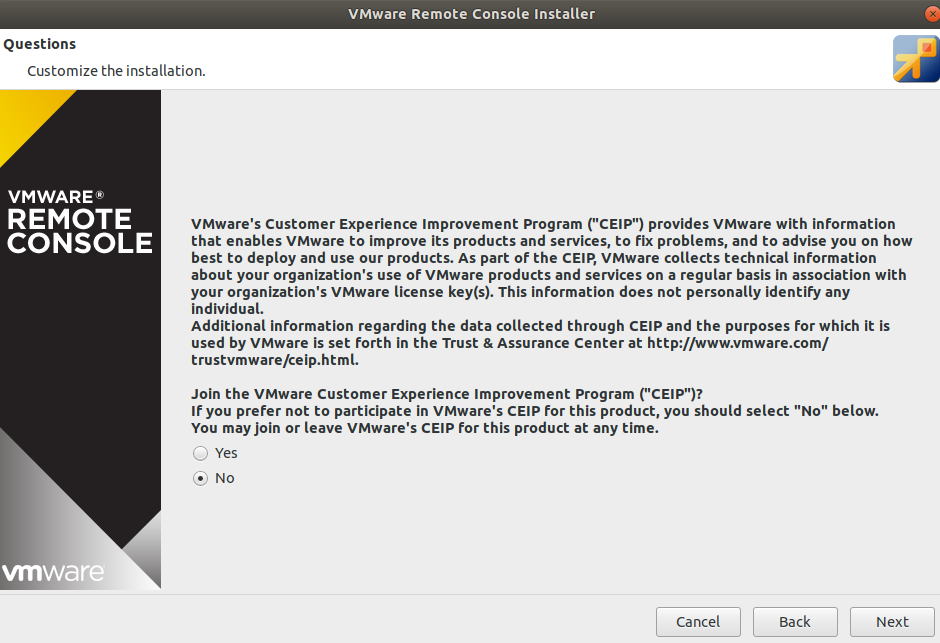 VMware Remote Console Installer
Questions
Customize the installation.
VMWARE®
REMOTE
CONSOLE
VMware's Customer Experience Improvement Program ("CEIP") provides VMware with information
that enables VMware to improve its products and services, to fix problems, and to advise you on how
best to deploy and use our products. As part of the CEIP, VMware collects technical information
about your organization's use of VMware products and services on a regular basis in association with
your organization's VMware license key(s). This information does not personally identify any
individual.
Additional information regarding the data collected through CEIP and the purposes for which it is
used by VMware is set forth in the Trust & Assurance Center at http://www.vmware.com/
trustvmware/ceip.html.
Join the VMware Customer Experience Improvement Program ("CEIP")?
If you prefer not to participate in VMware's CEIP for this product, you should select "No" below.
You may join or leave VMware's CEIP for this product at any time.
Yes
No
vmware
Cancel Back Next